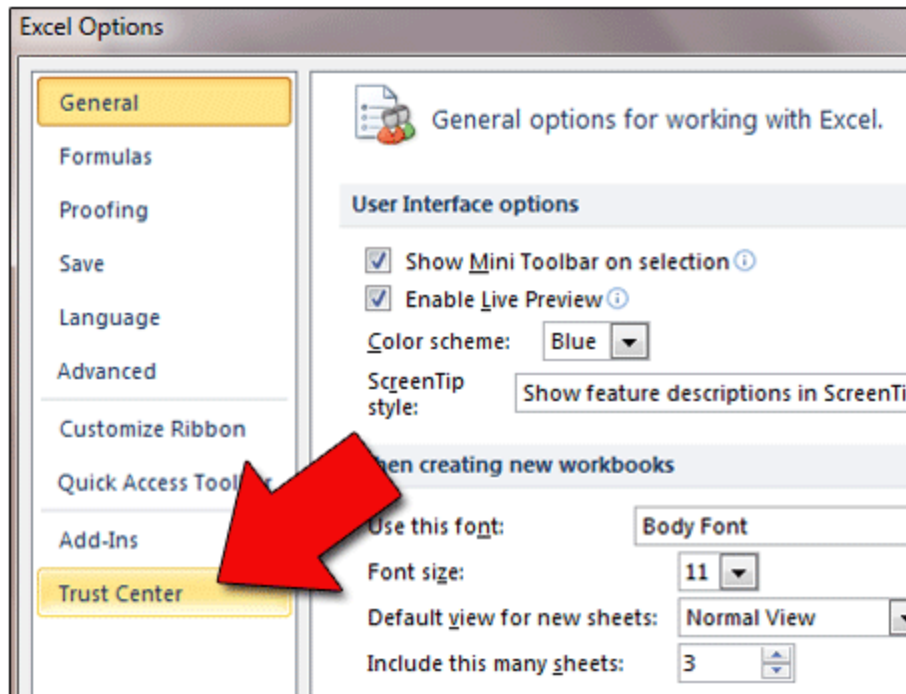 Excel Options
General
Formulas
Proofing
Save
Language
Advanced
Customize Ribbon
Quick Access
Add-Ins
Trust Center
General options for working with Excel.
User Interface options
Show Mini Toolbar on selection
Enable Live Preview
Color scheme: Blue
ScreenTip
style:
Show feature descriptions in
creating new workbooks
Use this font: Body Font
Font size: 11
Default view for new sheets: Normal View
Include this many sheets: 3